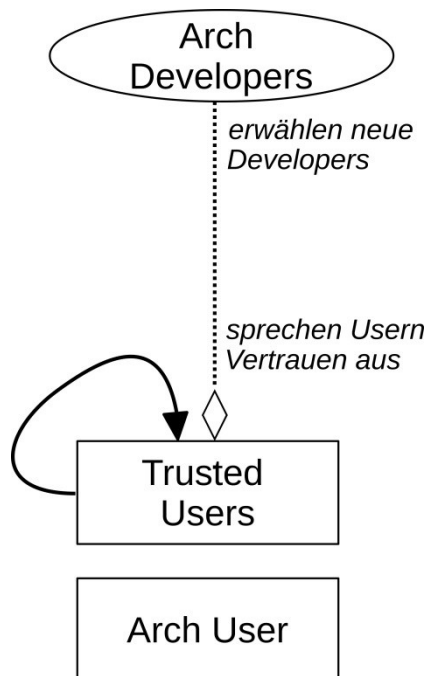 Arch
Developers
erwählen neue
Developers
sprechen Usern
Vertrauen aus
Trusted
Users
Arch User